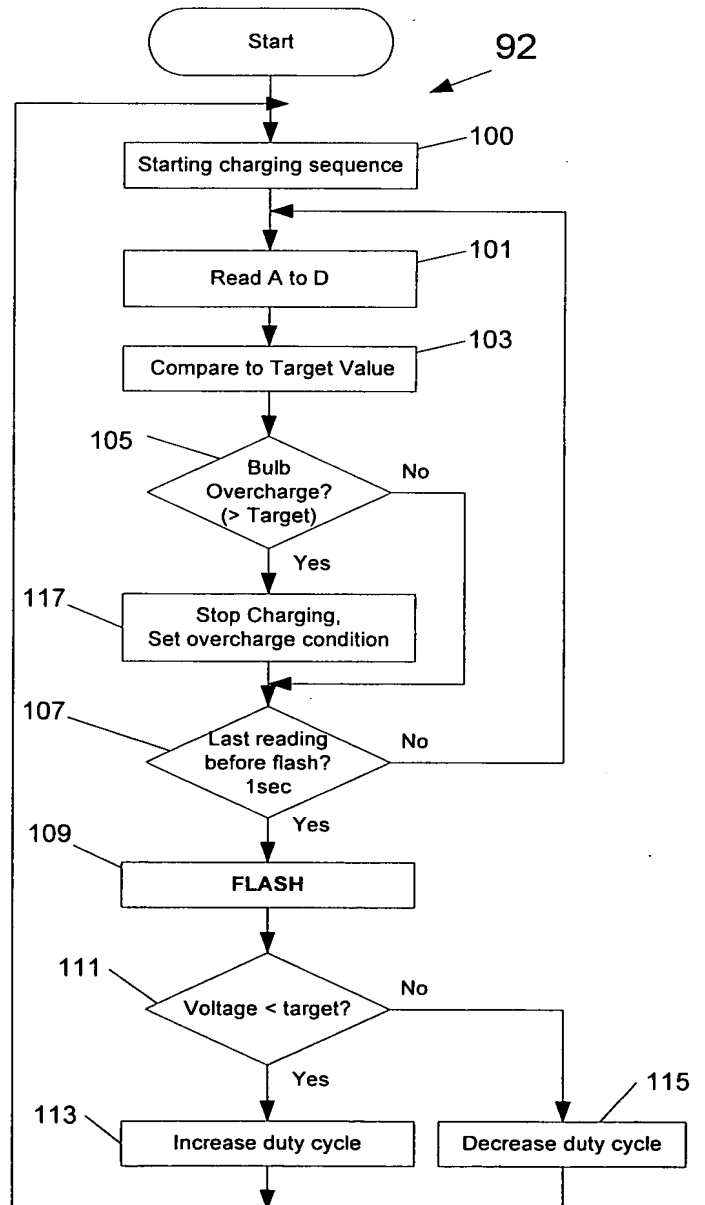 Start
92
100
Starting charging sequence
101
Read A to D
103
Compare to Target Value
105
Bulb
Overcharge?
(> Target)
No
Yes
117
Stop Charging,
Set overcharge condition
107
Last reading
before flash?
1sec
No
Yes
109
FLASH
111
Voltage < target?
No
Yes
113
Increase duty cycle
115
Decrease duty cycle